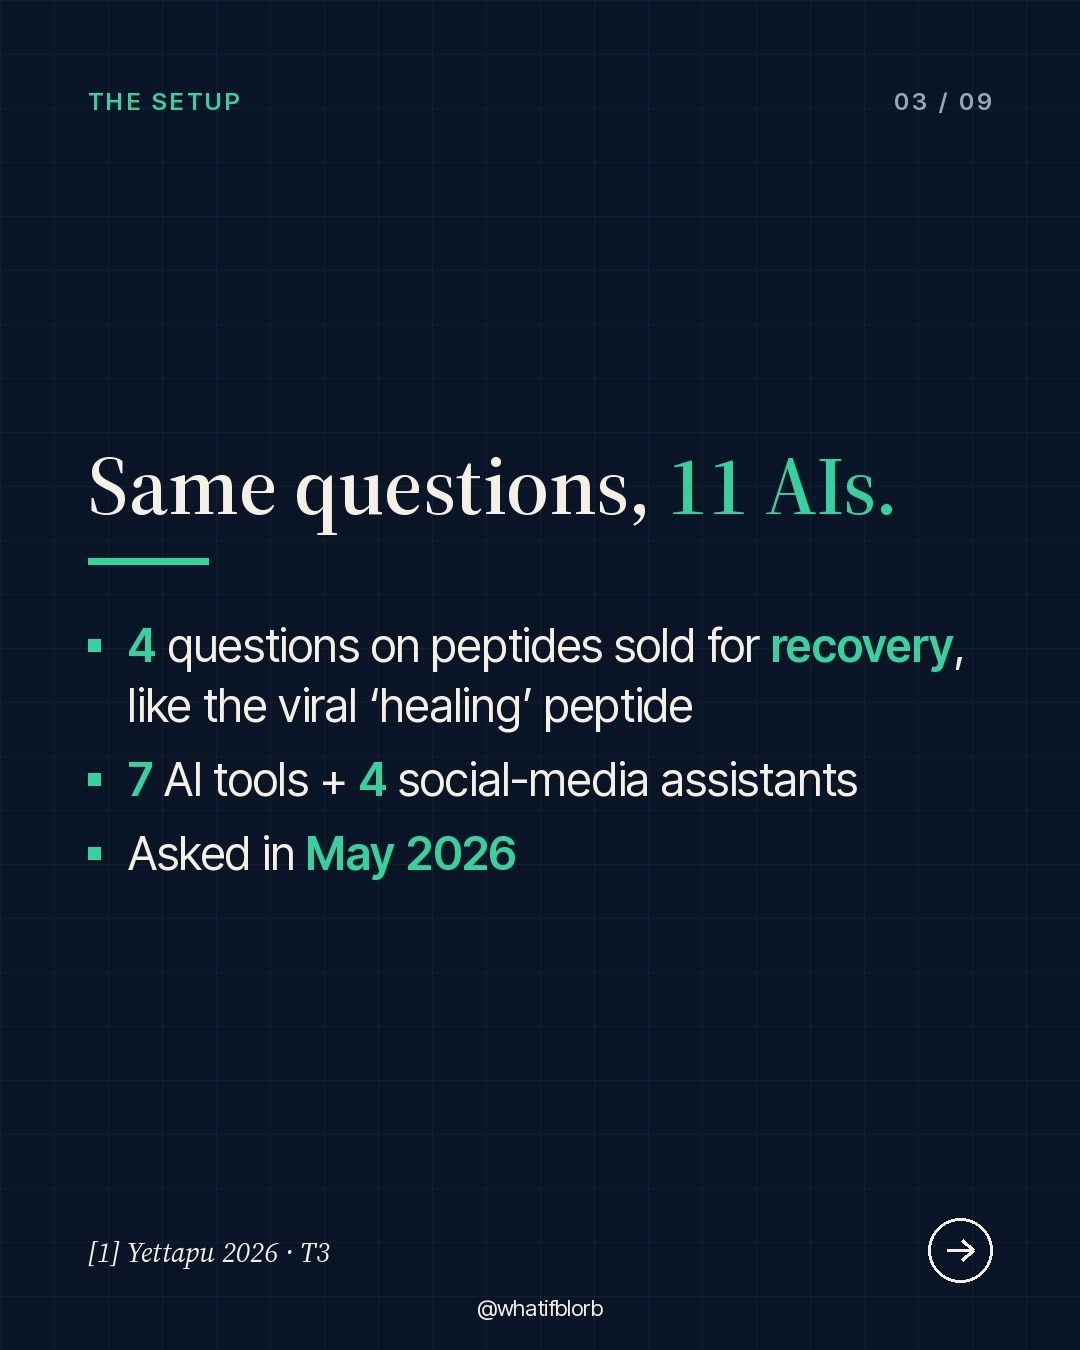 THE SETUP
03 / 09
Same questions, 11 AIs.
4 questions on peptides sold for recovery,
like the viral ‘healing’ peptide
7 AI tools + 4 social-media assistants
Asked in May 2026
[1] Yettapu 2026 · T3
@whatifblorb